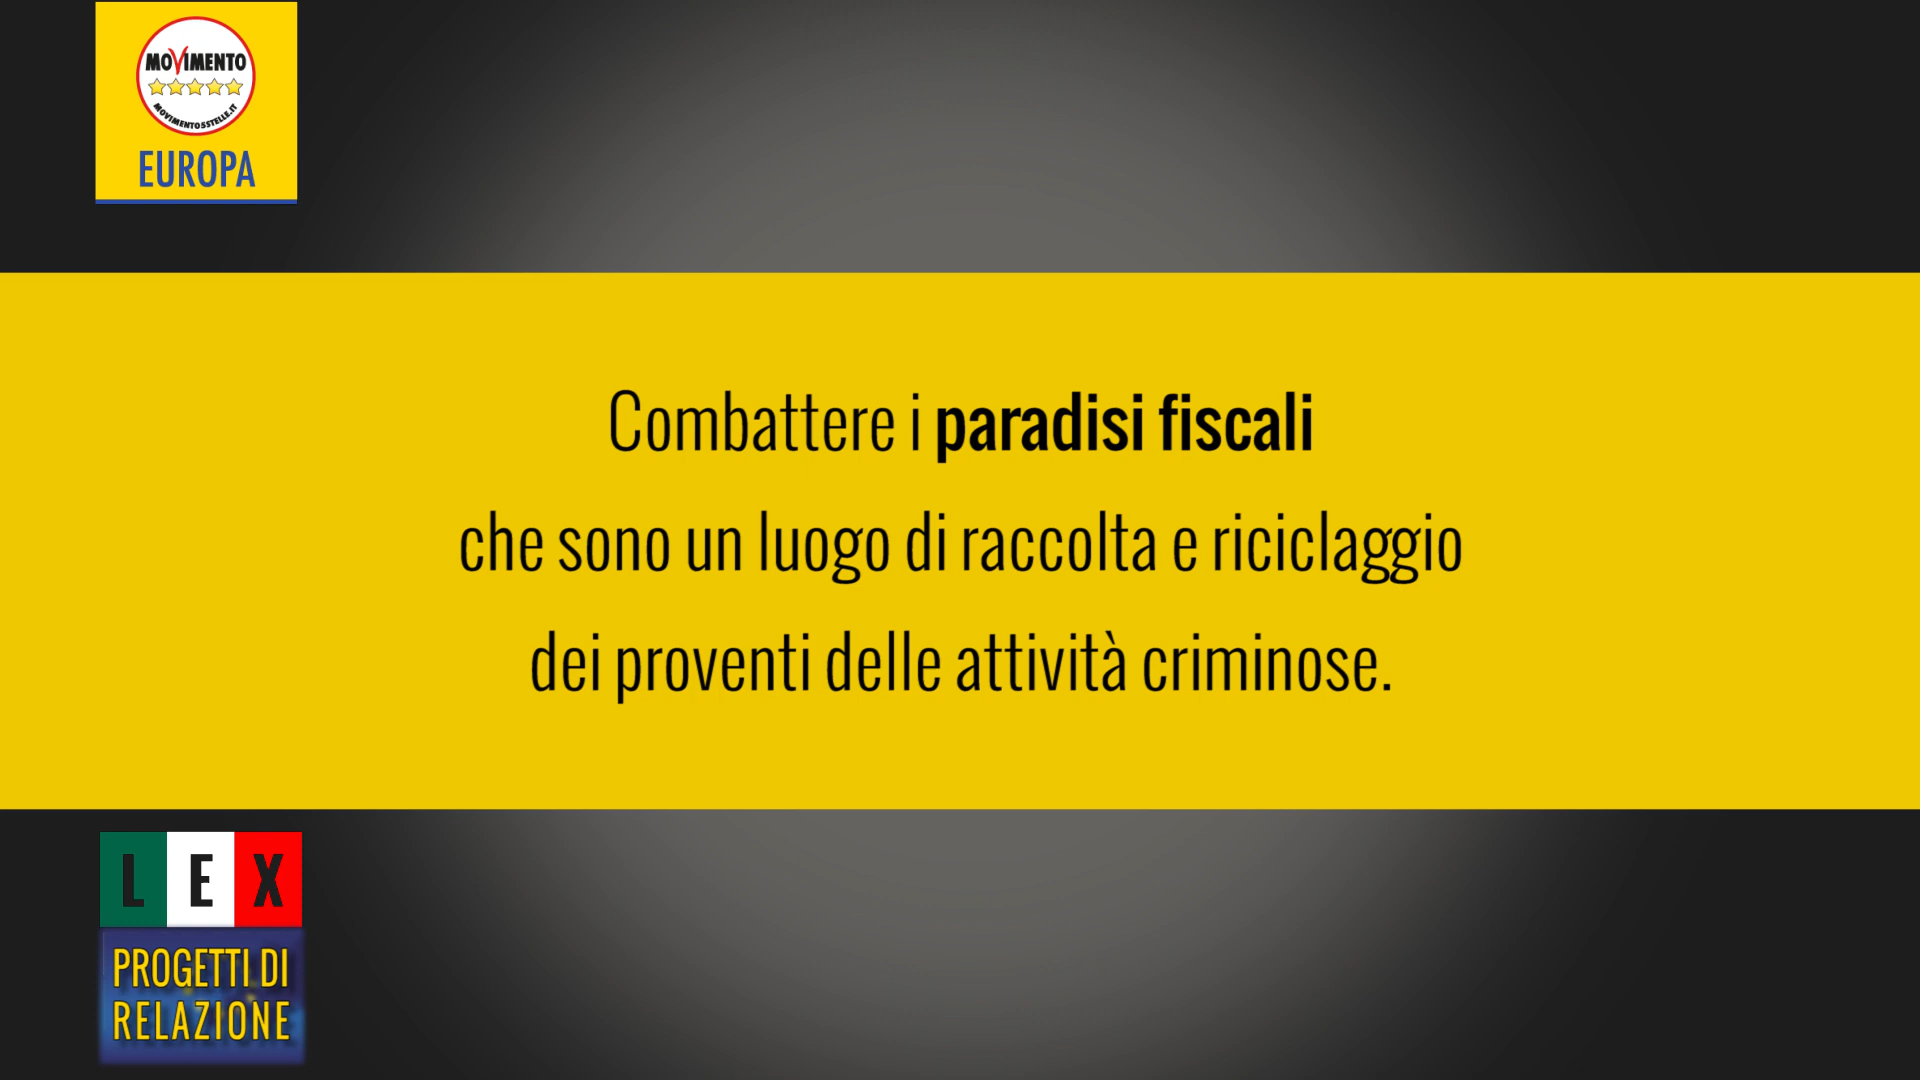 MOVIMENTO
MOVIMENTO5STELLE.IT
EUROPA
Combattere i paradisi fiscali
che sono un luogo di raccolta e riciclaggio
dei proventi delle attività criminose.
LEX
PROGETTI DI
RELAZIONE